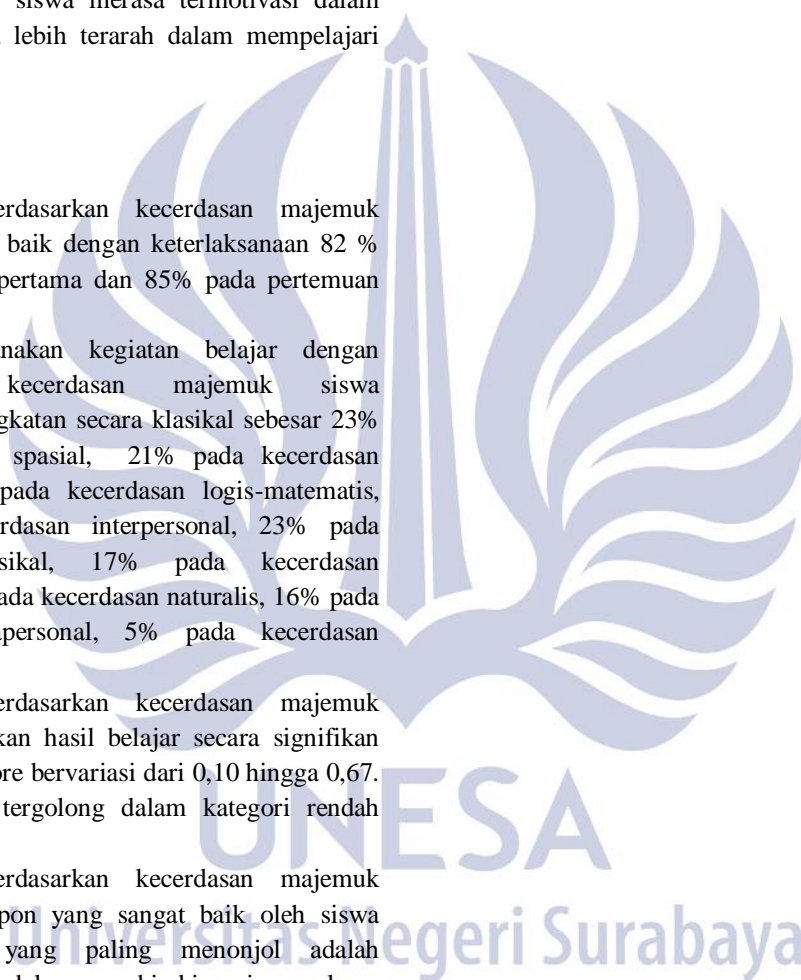 siswa merasa termotivasi dalam
lebih terarah dalam mempelajari
erdasarkan kecerdasan majemuk
baik dengan keterlaksanaan 82 %
pertama dan 85% pada pertemuan
nakan kegiatan belajar dengan
kecerdasan majemuk siswa
gkatan secara klasikal sebesar 23%
spasial, 21% pada kecerdasan
pada kecerdasan logis-matematis,
erdasan interpersonal, 23% pada
sikal, 17% pada kecerdasan
ada kecerdasan naturalis, 16% pada
apersonal, 5% pada kecerdasan
erdasarkan kecerdasan majemuk
kan hasil belajar secara signifikan
ore bervariasi dari 0,10 hingga 0,67.
tergolong dalam kategori rendah
erdasarkan kecerdasan majemuk
pon yang sangat baik oleh siswa
yang paling menonjol adalah
UNESA
Universitas Negeri Surabaya